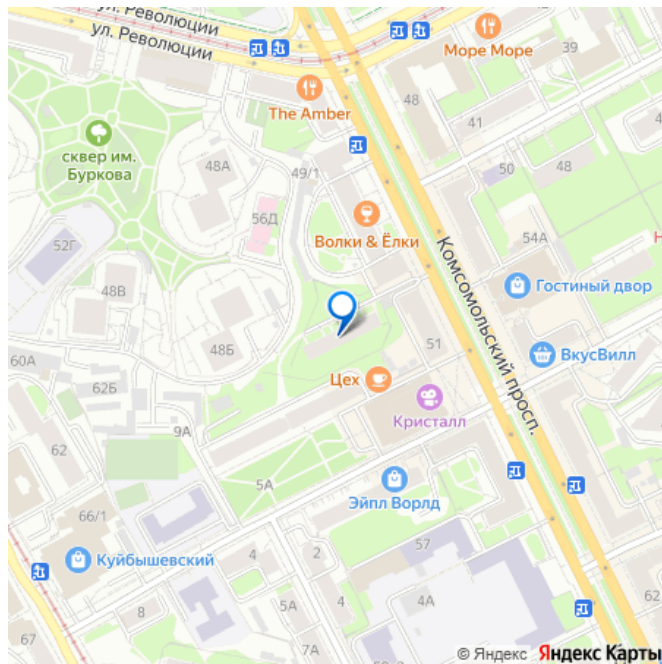 ул. Революции
ул. Революции
Море Море
39
48
The Amber
41
сквер им.
Буркова
48А
49/1
50
48
56Д
Волки & Ёлки
52Г
54А
Комсомольский просп.
Гостиный двор
48В
48Б
51
ВкусВилл
60А
62Б
Цех
Кристалл
9А
62
5А
Эйпл Ворлд
66/1
57
Куйбышевский
4
2
8
5А
4
4А
62
67
© Яндекс Яндекс Карты